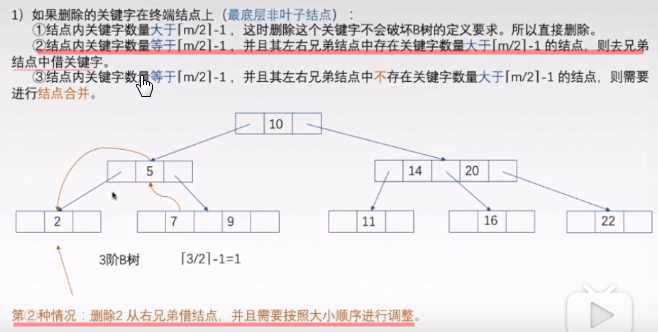 1）如果删除的关键字在终端结点上（最底层非叶子结点）：
①结点内关键字数量大于⌈m/2⌉-1，这时删除这个关键字不会破坏B树的定义要求。所以直接删除。
②结点内关键字数量等于⌈m/2⌉-1，并且其左右兄弟结点中存在关键字数量大于⌈m/2⌉-1的结点，则去兄弟
结点中借关键字。
③结点内关键字数量等于⌈m/2⌉-1，并且其左右兄弟结点中不存在关键字数量大于⌈m/2⌉-1 的结点，则需要
进行结点合并。
10
5
14 20
2
7 9
11
16
22
3阶B树 ⌈3/2⌉-1=1
第②种情况：删除2 从右兄弟借结点，并且需要按照大小顺序进行调整。